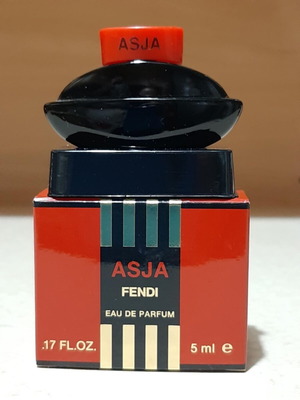 ASJA
ASJA
FENDI
EAU DE PARFUM
.17 FL.OZ. 5 ml e